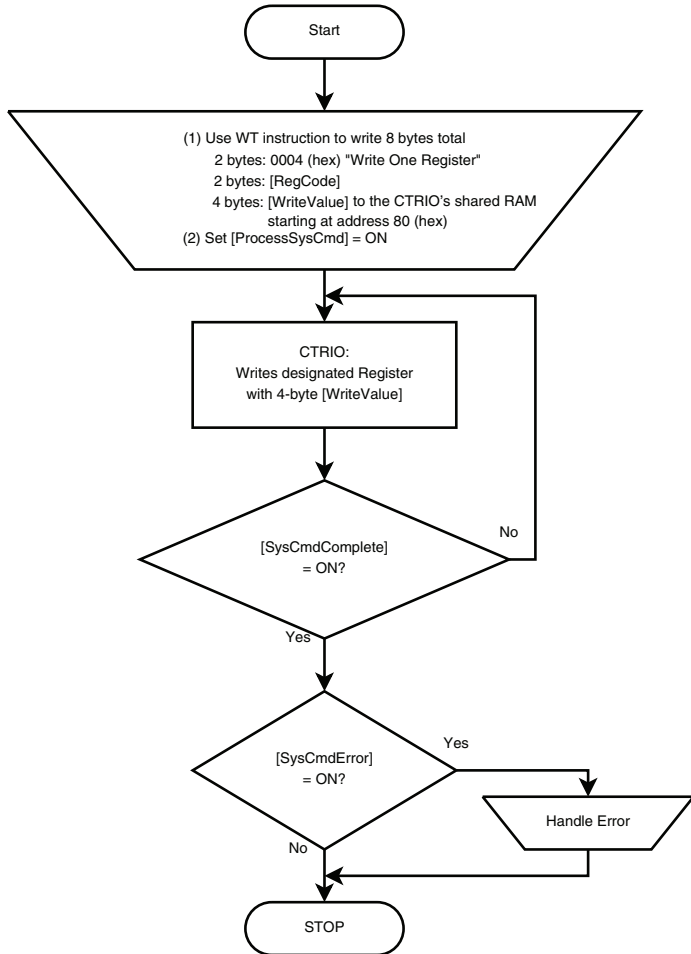 Start
(1) Use WT instruction to write 8 bytes total
2 bytes: 0004 (hex) "Write One Register"
2 bytes: [RegCode]
4 bytes: [WriteValue] to the CTRIO's shared RAM
starting at address 80 (hex)
(2) Set [ProcessSysCmd] = ON
CTRIO:
Writes designated Register
with 4-byte [WriteValue]
No
[SysCmdComplete]
= ON?
Yes
Yes
[SysCmdError]
= ON?
Handle Error
No
STOP